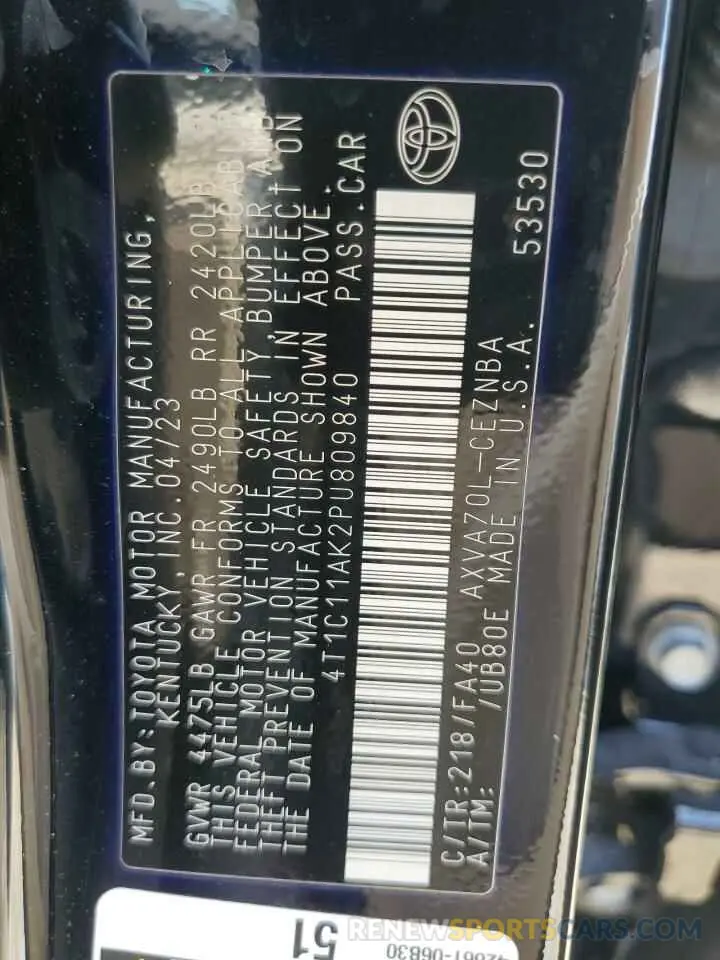 MFD.BY:TOYOTA MOTOR MANUFACTURING,
KENTUCKY, INC. 04/23
GVWR 4475LB GAWR FR 2490LB RR 2420LB
THIS VEHICLE CONFORMS TO ALL APPLICABLE
FEDERAL MOTOR VEHICLE SAFETY, BUMPER AND
THEFT PREVENTION STANDARDS IN EFFECT ON
THE DATE OF MANUFACTURE SHOWN ABOVE.
4T1C11AK2PU809840 PASS.CAR
C/TR:218/FA40 AXVA70L-CEZNBA
A/TM: /UB80E MADE IN U.S.A. 53530
51
RENEWSPORTSCARS.COM